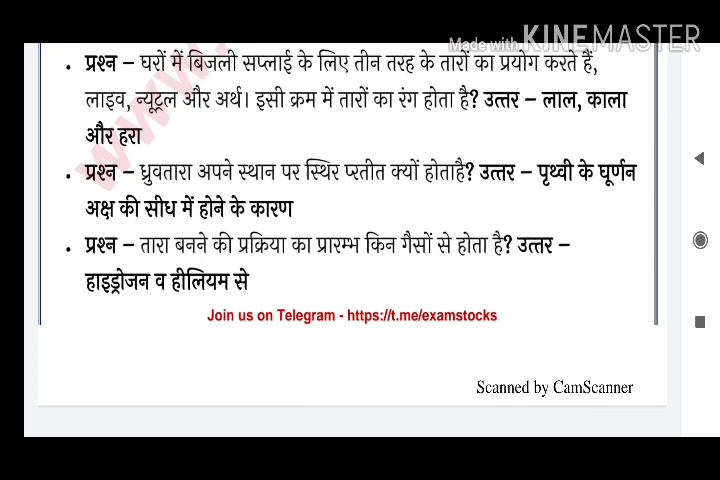 Made with KINEMASTER
www.
• प्रश्न – घरों में बिजली सप्लाई के लिए तीन तरह के तारों का प्रयोग करते हैं,
लाइव, न्यूट्रल और अर्थ। इसी क्रम में तारों का रंग होता है? उत्तर – लाल, काला
और हरा
• प्रश्न – ध्रुवतारा अपने स्थान पर स्थिर प्रतीत क्यों होताहै? उत्तर – पृथ्वी के घूर्णन
अक्ष की सीध में होने के कारण
• प्रश्न – तारा बनने की प्रक्रिया का प्रारम्भ किन गैसों से होता है? उत्तर –
हाइड्रोजन व हीलियम से
Join us on Telegram - https://t.me/examstocks
Scanned by CamScanner